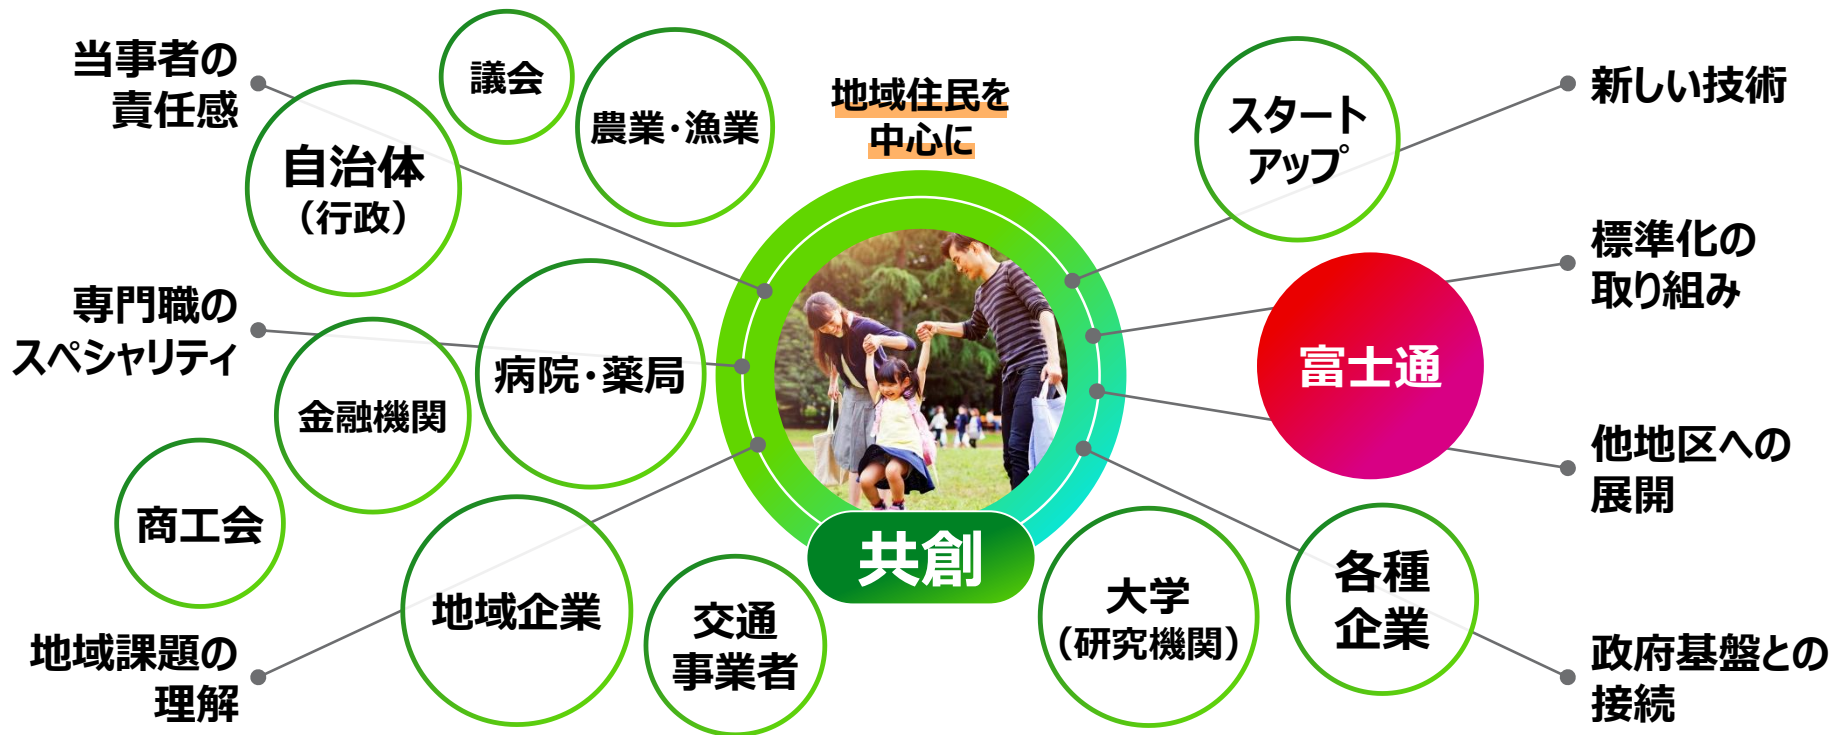 当事者の
責任感
議会
農業・漁業
自治体
（行政）
地域住民を
中心に
スタート
アップ
新しい技術
標準化の
取り組み
専門職の
スペシャリティ
病院・薬局
金融機関
富士通
商工会
他地区への
展開
地域企業
共創
交通
事業者
大学
（研究機関）
各種
企業
地域課題の
理解
政府基盤との
接続